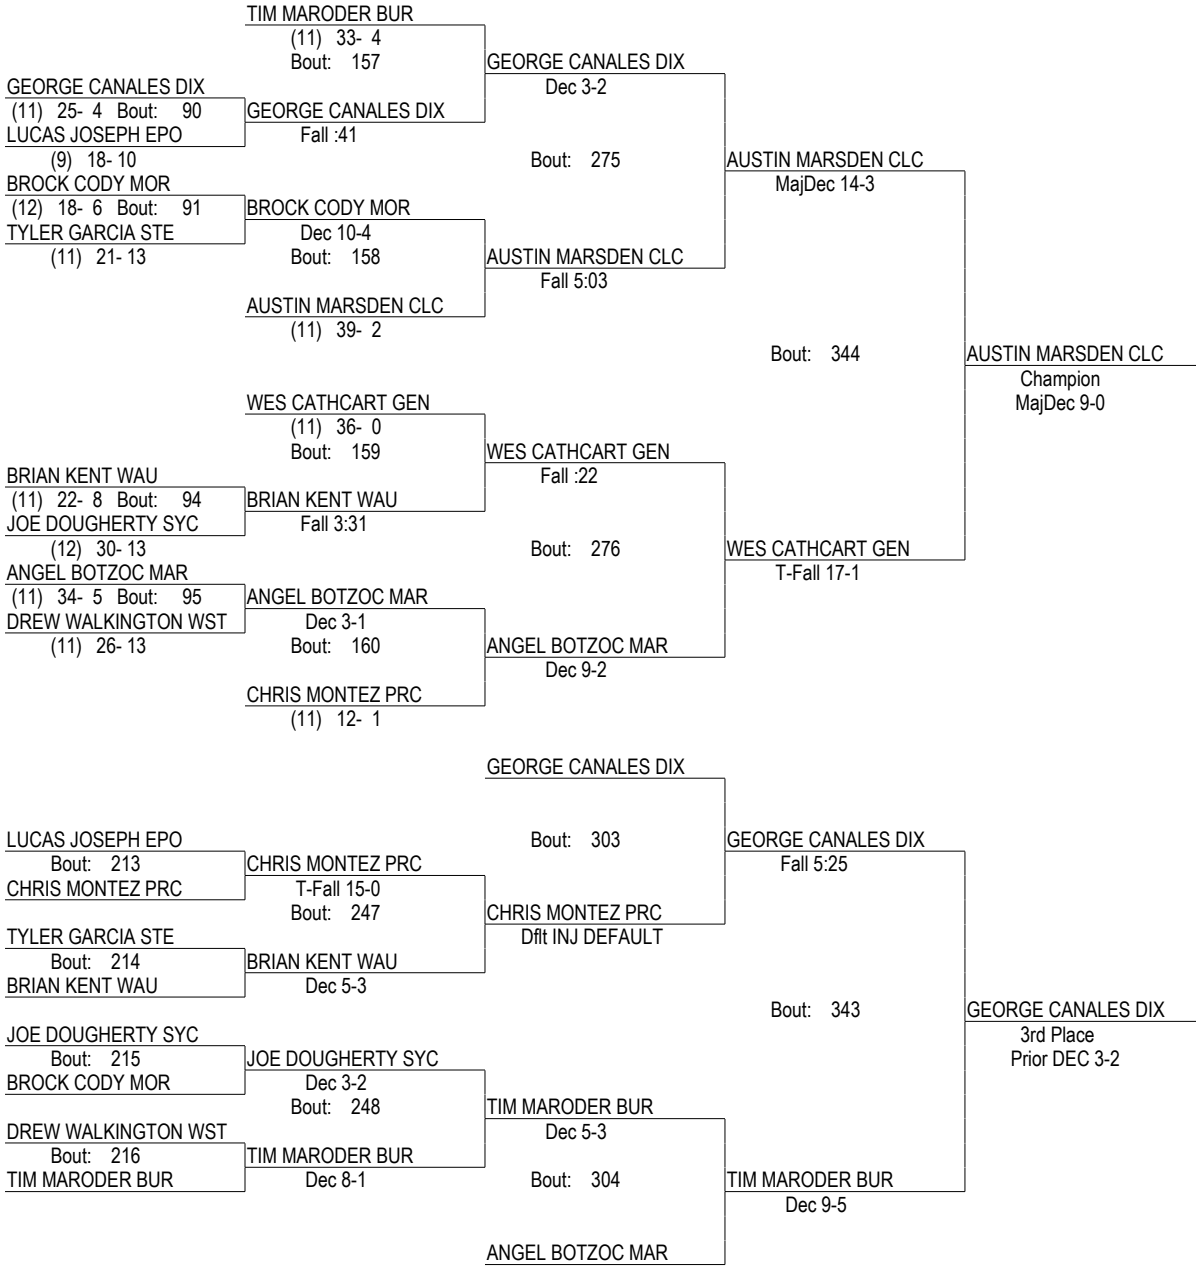 TIM MARODER BUR
(11) 33- 4
Bout: 157
GEORGE CANALES DIX
Dec 3-2
GEORGE CANALES DIX
(11) 25- 4 Bout: 90
GEORGE CANALES DIX
LUCAS JOSEPH EPO
Fall :41
(9) 18- 10
Bout: 275
AUSTIN MARSDEN CLC
BROCK CODY MOR
MajDec 14-3
(12) 18- 6 Bout: 91
BROCK CODY MOR
TYLER GARCIA STE
Dec 10-4
(11) 21- 13
Bout: 158
AUSTIN MARSDEN CLC
Fall 5:03
AUSTIN MARSDEN CLC
(11) 39- 2
Bout: 344
AUSTIN MARSDEN CLC
Champion
MajDec 9-0
WES CATHCART GEN
(11) 36- 0
Bout: 159
WES CATHCART GEN
Fall :22
BRIAN KENT WAU
(11) 22- 8 Bout: 94
BRIAN KENT WAU
JOE DOUGHERTY SYC
Fall 3:31
(12) 30- 13
Bout: 276
WES CATHCART GEN
T-Fall 17-1
ANGEL BOTZOC MAR
(11) 34- 5 Bout: 95
ANGEL BOTZOC MAR
DREW WALKINGTON WST
Dec 3-1
(11) 26- 13
Bout: 160
ANGEL BOTZOC MAR
Dec 9-2
CHRIS MONTEZ PRC
(11) 12- 1
GEORGE CANALES DIX
LUCAS JOSEPH EPO
Bout: 303
GEORGE CANALES DIX
Bout: 213
CHRIS MONTEZ PRC
Fall 5:25
CHRIS MONTEZ PRC
T-Fall 15-0
Bout: 247
CHRIS MONTEZ PRC
Dflt INJ DEFAULT
TYLER GARCIA STE
Bout: 214
BRIAN KENT WAU
BRIAN KENT WAU
Dec 5-3
Bout: 343
GEORGE CANALES DIX
3rd Place
Prior DEC 3-2
JOE DOUGHERTY SYC
Bout: 215
JOE DOUGHERTY SYC
BROCK CODY MOR
Dec 3-2
Bout: 248
TIM MARODER BUR
Dec 5-3
DREW WALKINGTON WST
Bout: 216
TIM MARODER BUR
TIM MARODER BUR
Dec 8-1
Bout: 304
TIM MARODER BUR
Dec 9-5
ANGEL BOTZOC MAR